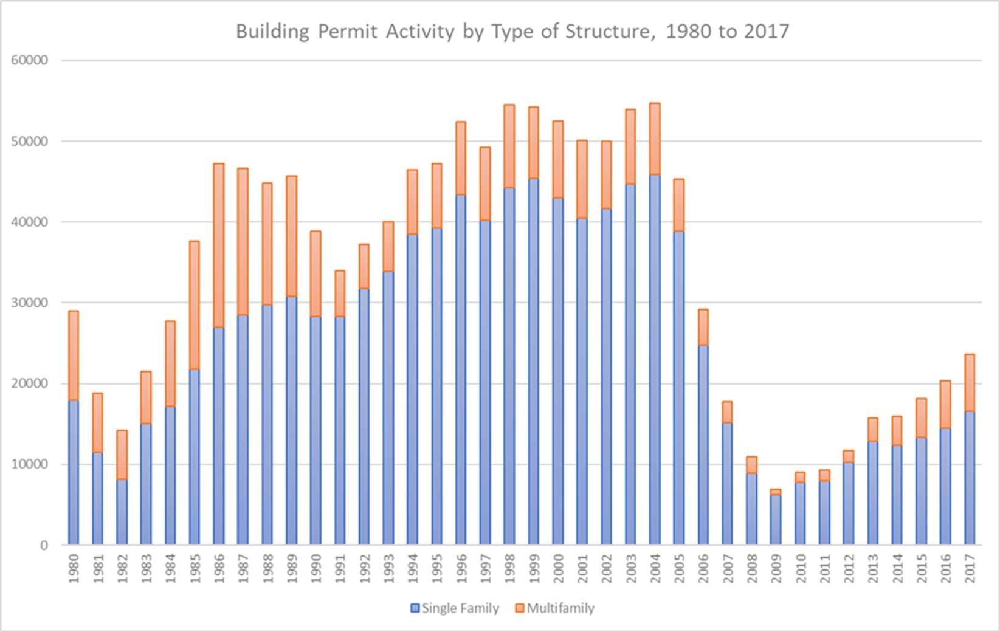 Building Permit Activity by Type of Structure, 1980 to 2017
60000
50000
40000
30000
20000
10000
0
1980 1981 1982 1983 1984 1985 1986 1987 1988 1989 1990 1991 1992 1993 1994 1995 1996 1997 1998 1999 2000 2001 2002 2003 2004 2005 2006 2007 2008 2009 2010 2011 2012 2013 2014 2015 2016 2017
Single Family Multifamily